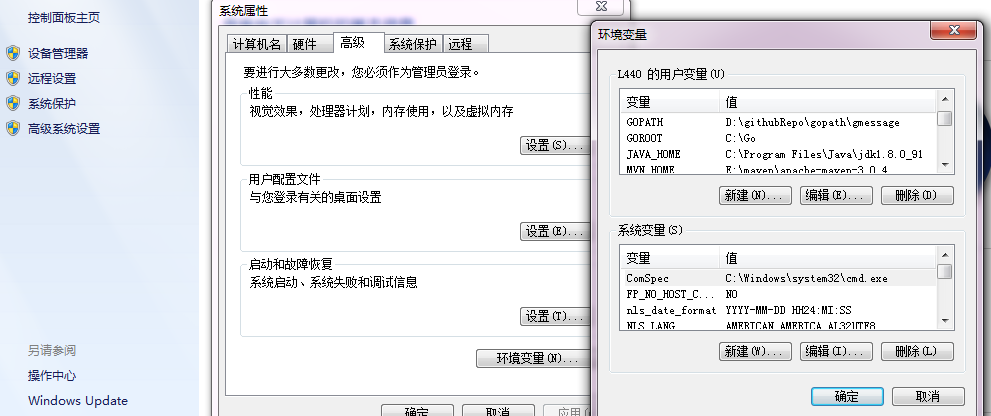 控制面板主页
设备管理器
远程设置
系统保护
高级系统设置
另请参阅
操作中心
Windows Update
系统属性
计算机名 硬件 高级 系统保护 远程
要进行大多数更改，您必须作为管理员登录。
性能
视觉效果，处理器计划，内存使用，以及虚拟内存
设置(S)...
用户配置文件
与您登录有关的桌面设置
设置(E)...
启动和故障恢复
系统启动、系统失败和调试信息
设置(T)...
环境变量(N)...
确定 取消 应用
环境变量
L440 的用户变量(U)
变量 值
GOPATH D:\githubRepo\gopath\gmessage
GOROOT C:\Go
JAVA_HOME C:\Program Files\Java\jdk1.8.0_91
MVN_HOME E:\maven\apache-maven-3.0.4
新建(N)... 编辑(E)... 删除(D)
系统变量(S)
变量 值
ComSpec C:\Windows\system32\cmd.exe
FP_NO_HOST_C... NO
nls_date_format YYYY-MM-DD HH24:MI:SS
NLS_LANG AMERICAN_AMERICA.AL32UTF8
新建(W)... 编辑(I)... 删除(L)
确定 取消